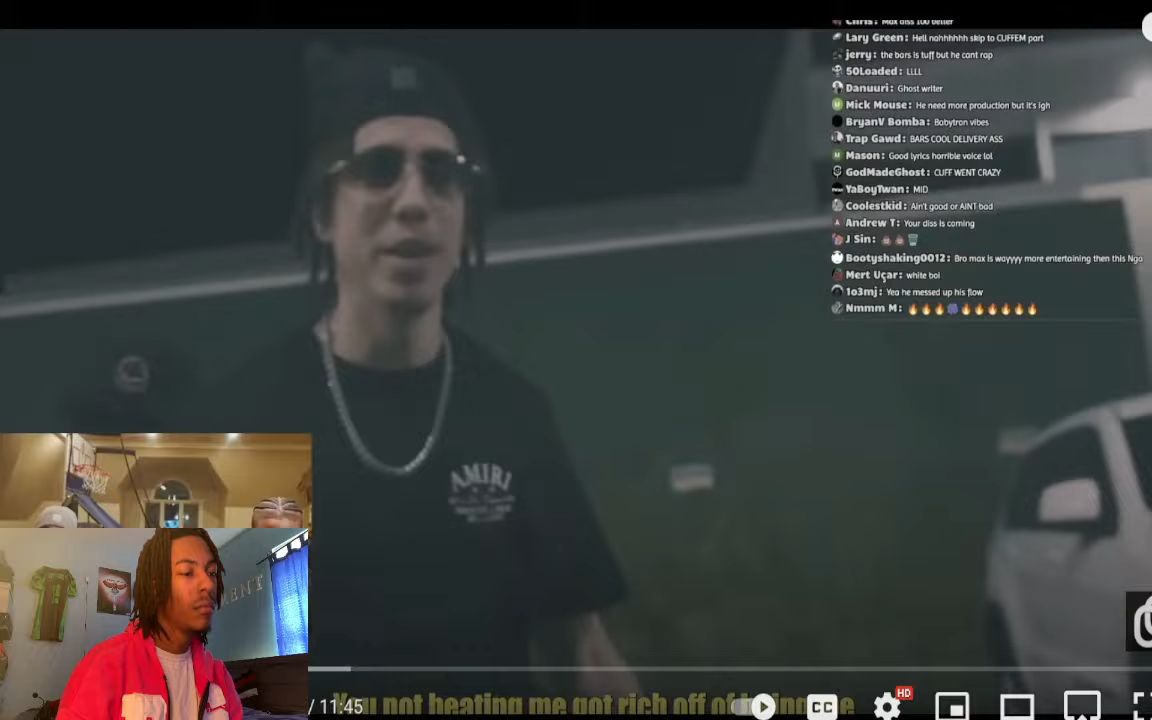 Chris: Max diss 100 better
Lary Green: Hell nahhhhhh skip to CUFFEM part
jerry: the bars is tuff but he cant rap
50Loaded: LLLL
Danuuri: Ghost writer
Mick Mouse: He need more production but it's igh
BryanV Bomba: Babytron vibes
Trap Gawd: BARS COOL DELIVERY ASS
Mason: Good lyrics horrible voice lol
GodMadeGhost: CUFF WENT CRAZY
YaBoyTwan: MID
Coolestkid: Ain't good or AINT bad
Andrew T: Your diss is coming
J Sin: 💩💩🗑️
Bootyshaking0012: Bro max is wayyyy more entertaining then this Nga
Mert Uçar: white boi
1o3mj: Yea he messed up his flow
Nmmm M: 🔥🔥🔥🔥🔥🔥🔥🔥🔥
AMIRI
ENT
/ 11:45
You not beating me got rich off of
CC
HD